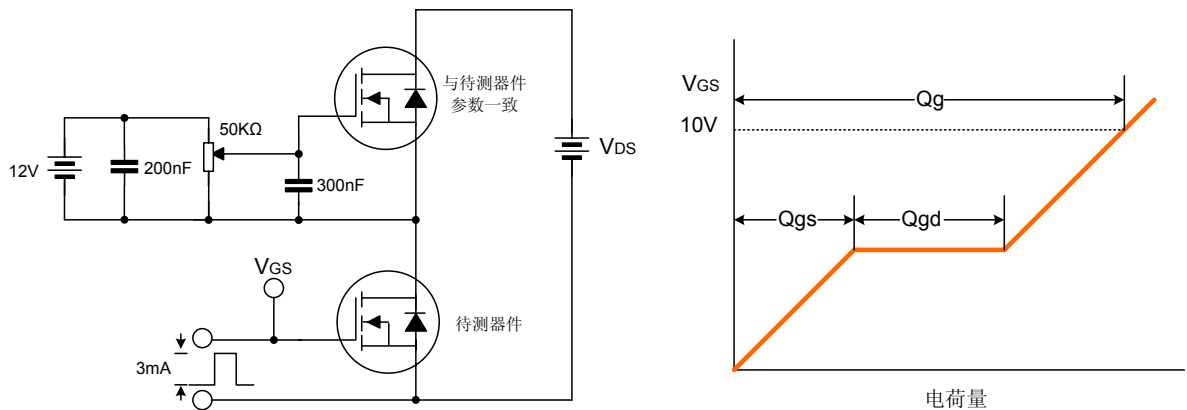 与待测器件
参数一致
50KΩ
12V
200nF
300nF
VDS
VGS
待测器件
3mA
VGS
10V
Qg
Qgs
Qgd
电荷量